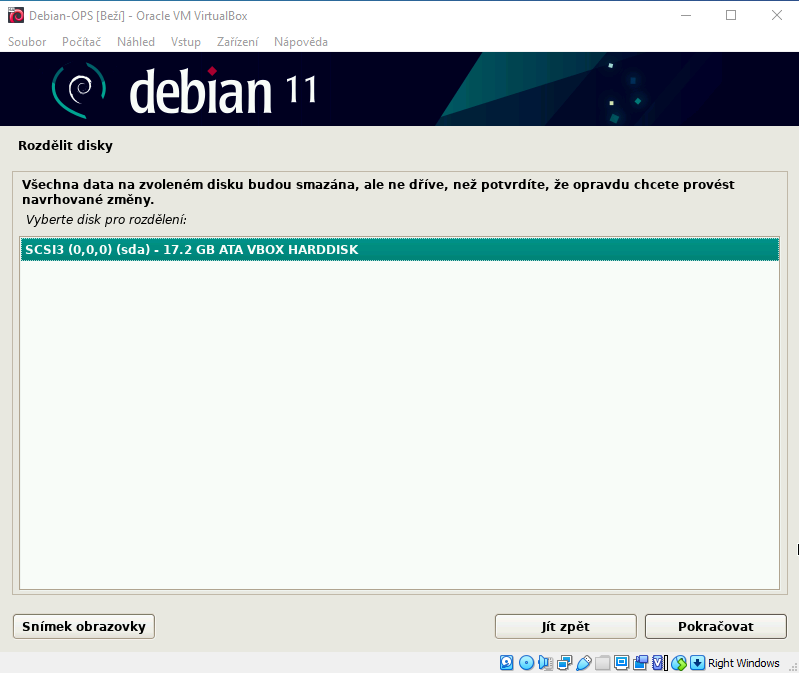 Debian-OPS [Beží] - Oracle VM VirtualBox
Soubor Počítač Náhled Vstup Zařízení Nápověda
debian 11
Rozdělit disky
Všechna data na zvoleném disku budou smazána, ale ne dříve, než potvrdíte, že opravdu chcete provést
navrhované změny.
Vyberte disk pro rozdělení:
SCSI3 (0,0,0) (sda) - 17.2 GB ATA VBOX HARDDISK
Snímek obrazovky Jít zpět Pokračovat
Right Windows